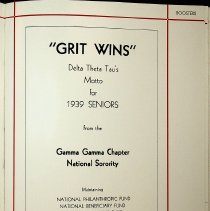 BOOSTERS
"GRIT WINS"
Delta Theta Tau's
Motto
for
1939 SENIORS
from the
Gamma Gamma Chapter
National Sorority
Maintaining
NATIONAL PHILANTHROPIC FUND
NATIONAL BENEFICIARY FUND